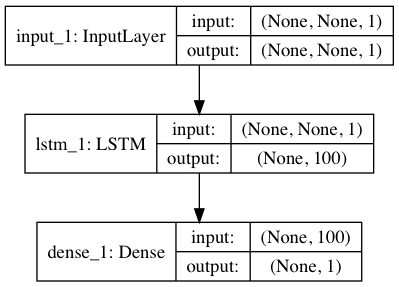 input_1: InputLayer
input: (None, None, 1)
output: (None, None, 1)
lstm_1: LSTM
input: (None, None, 1)
output: (None, 100)
dense_1: Dense
input: (None, 100)
output: (None, 1)